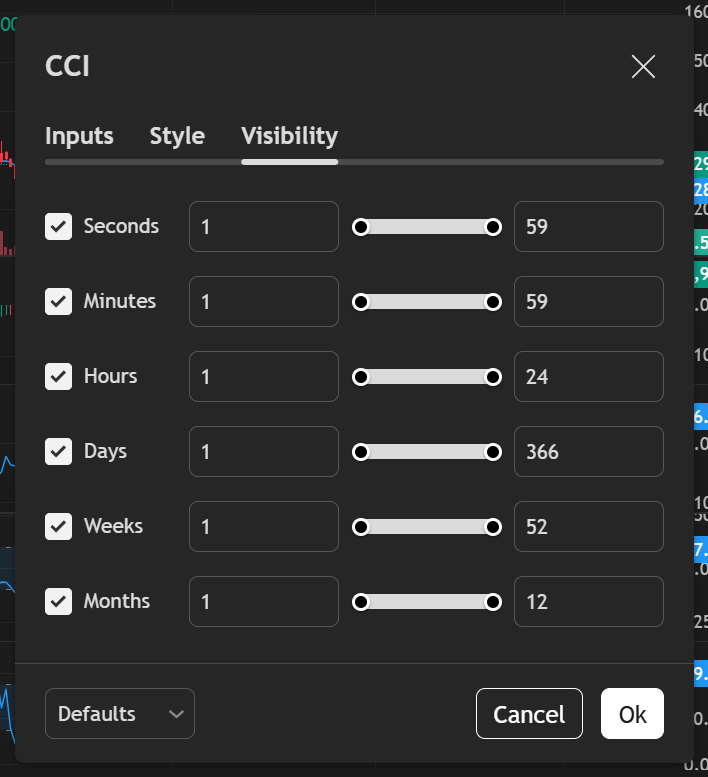 CCI
Inputs Style Visibility
Seconds 1 59
Minutes 1 59
Hours 1 24
Days 1 366
Weeks 1 52
Months 1 12
Defaults Cancel Ok